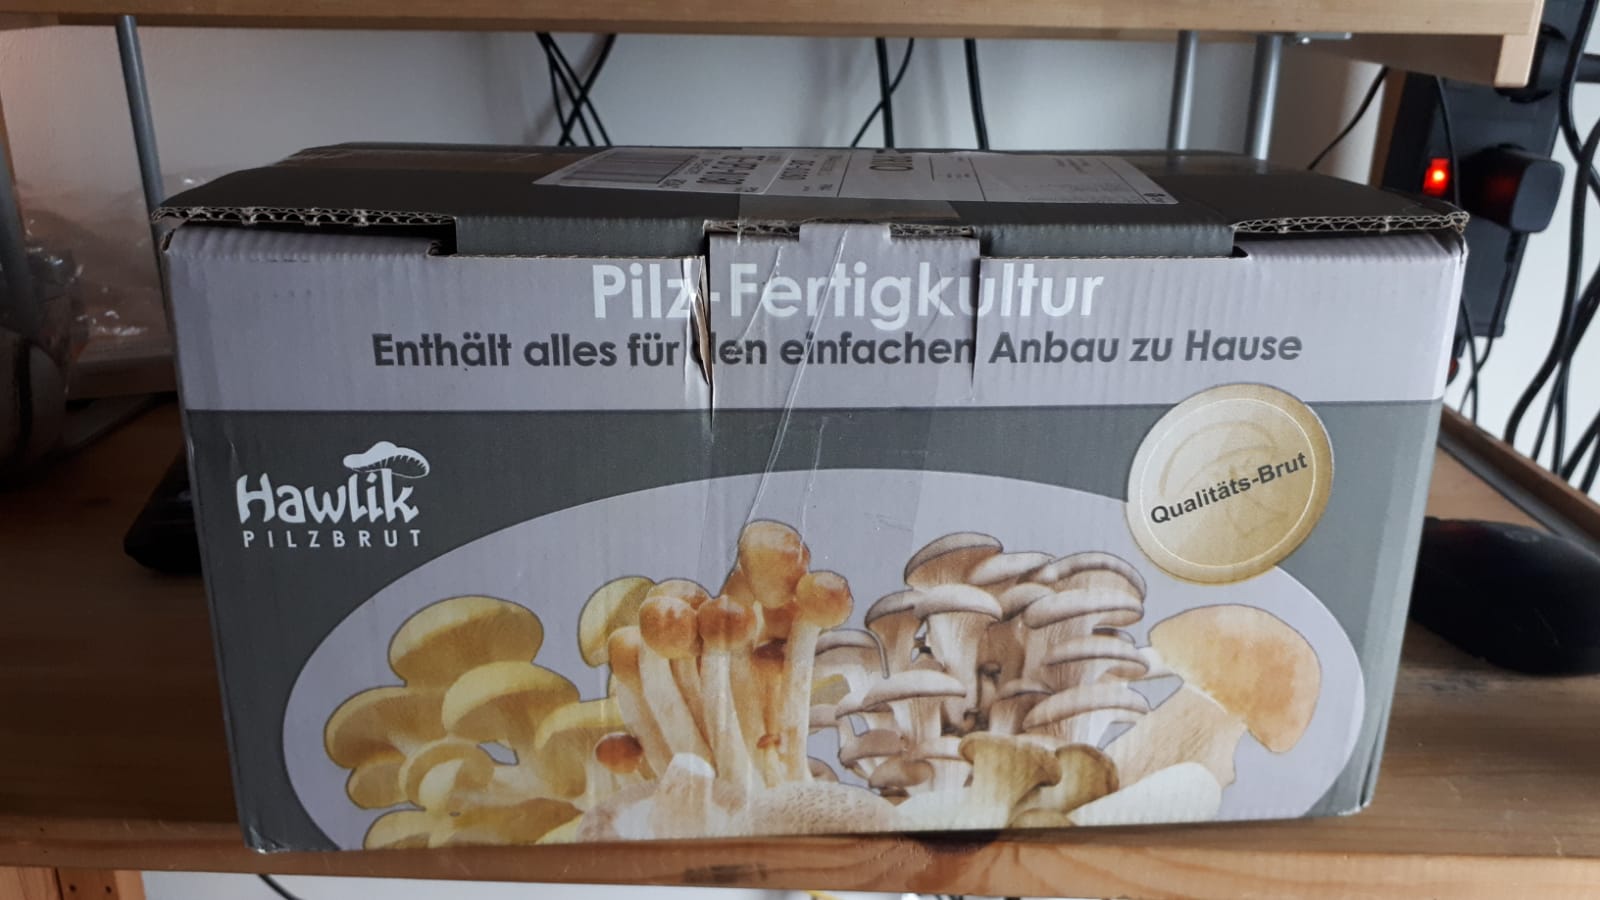 Pilz-Fertigkultur
Enthält alles für den einfachen Anbau zu Hause
Hawlik
PILZBRUT
Qualitäts-Brut